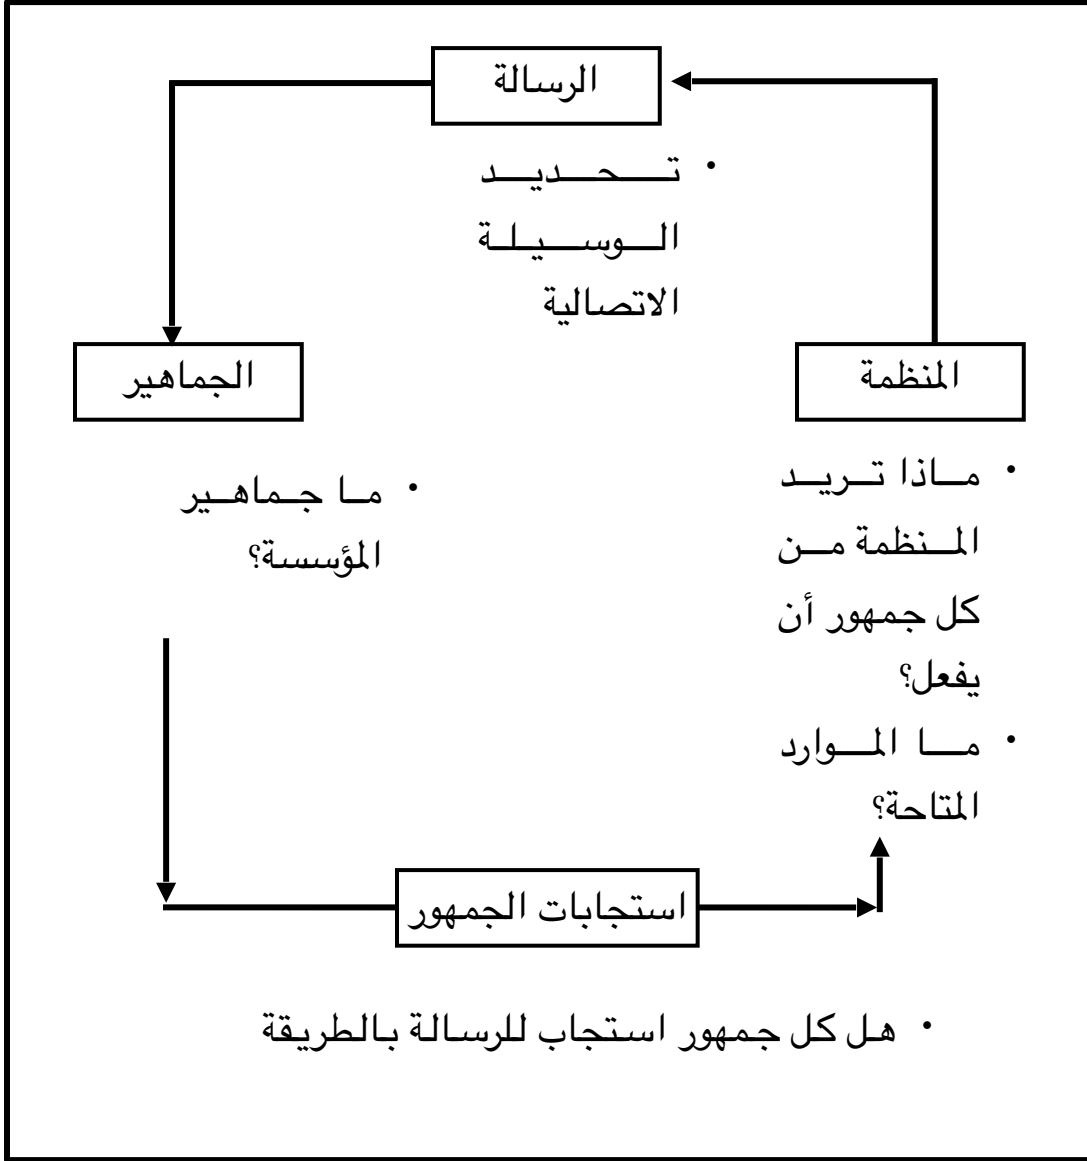 الرسالة
• تحديد
الوسيلة
الاتصالية
المنظمة
• ماذا تريد
المنظمة من
كل جمهور أن
يفعل؟
• ما الموارد
المتاحة؟
الجماهير
• ما جماهير
المؤسسة؟
استجابات الجمهور
• هل كل جمهور استجاب للرسالة بالطريقة